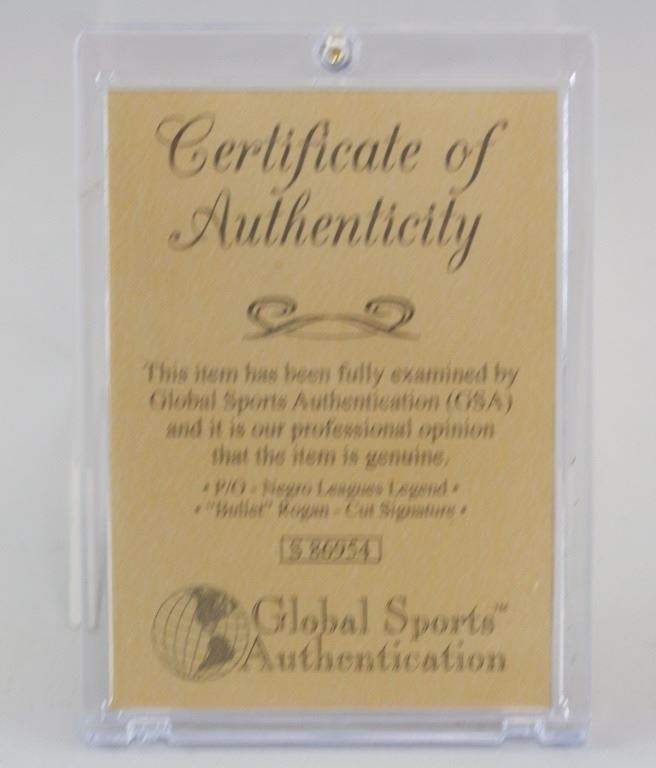 Certificate of
Authenticity
This item has been fully examined by
Global Sports Authentication (GSA)
and it is our professional opinion
that the item is genuine.
• P/O - Negro Leagues Legend •
• "Bullet" Rogan - Cut Signature •
S 86954
Global Sports™
Authentication